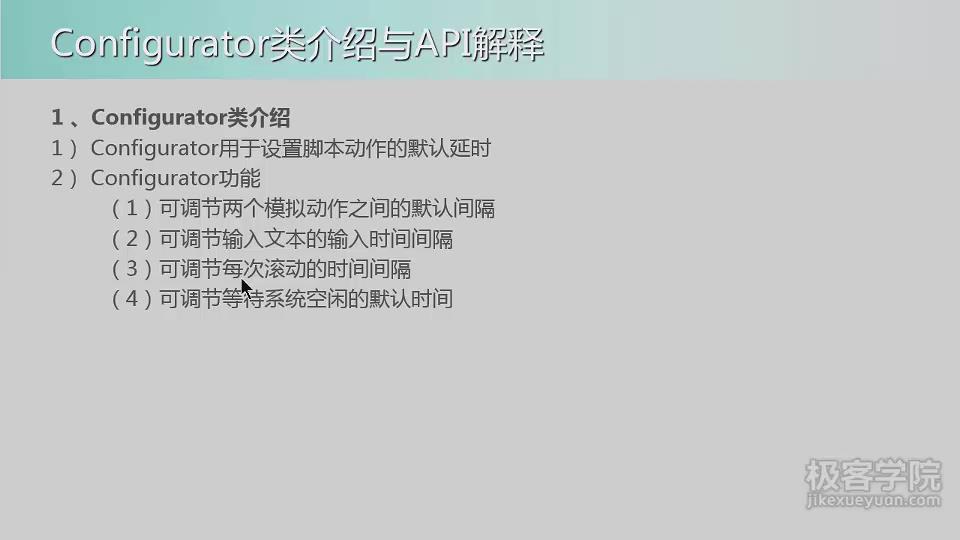 Configurator类介绍与API解释
1、Configurator类介绍
1） Configurator用于设置脚本动作的默认延时
2） Configurator功能
（1）可调节两个模拟动作之间的默认间隔
（2）可调节输入文本的输入时间间隔
（3）可调节每次滚动的时间间隔
（4）可调节等待系统空闲的默认时间
极客学院
jikexueyuan.com